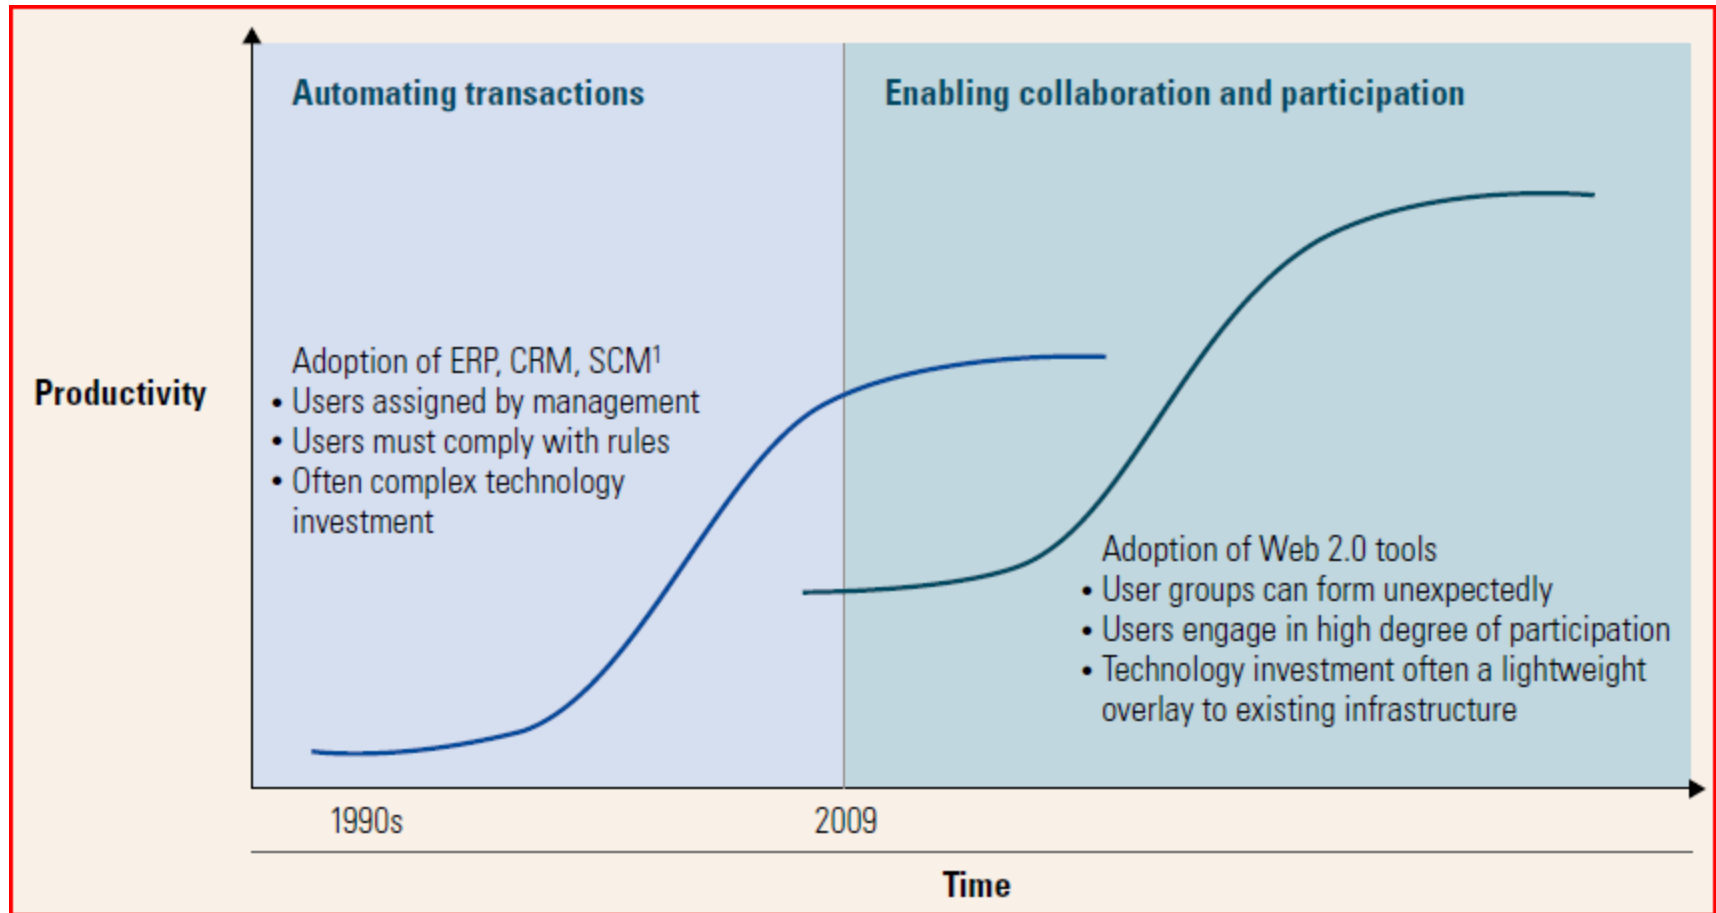 Automating transactions
Enabling collaboration and participation
Productivity
Adoption of ERP, CRM, SCM¹
• Users assigned by management
• Users must comply with rules
• Often complex technology
investment
Adoption of Web 2.0 tools
• User groups can form unexpectedly
• Users engage in high degree of participation
• Technology investment often a lightweight
overlay to existing infrastructure
1990s
2009
Time